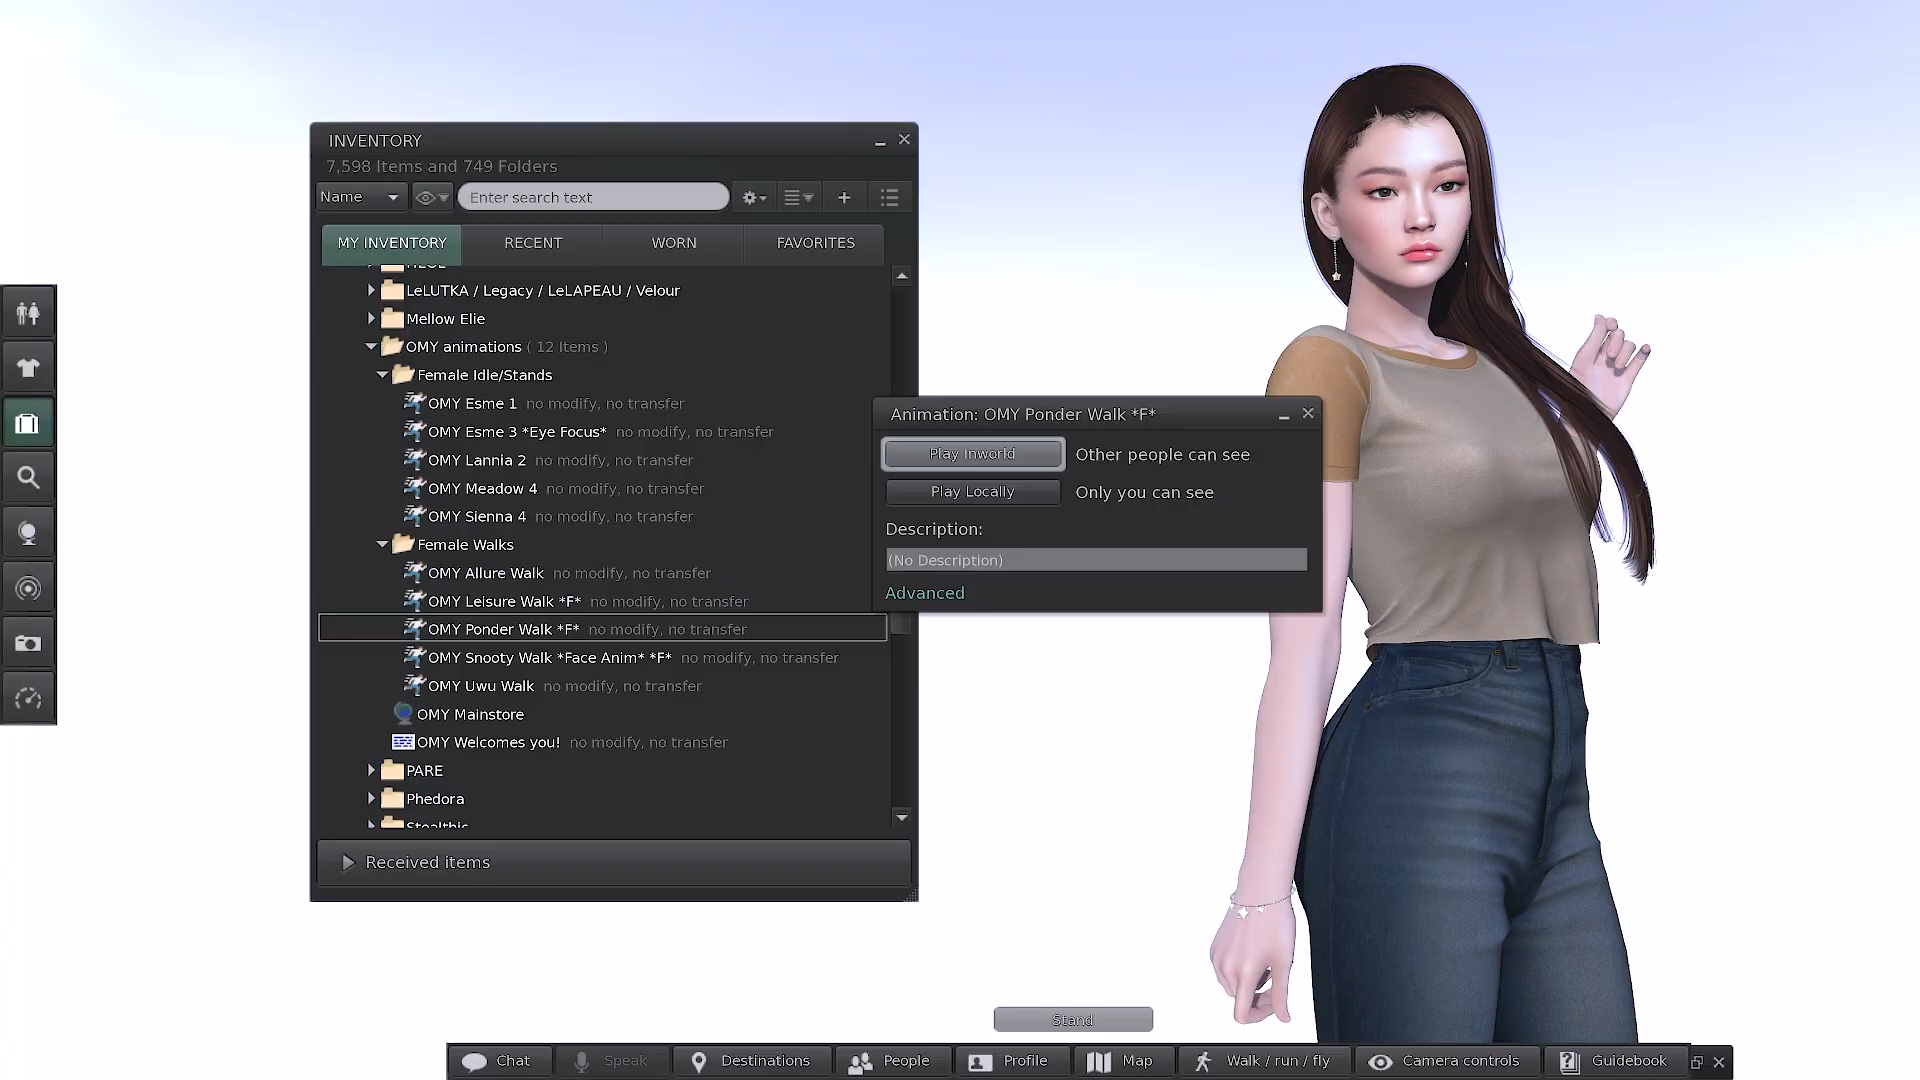 INVENTORY
7,598 Items and 749 Folders
Name
Enter search text
MY INVENTORY RECENT WORN FAVORITES
LeLUTKA / Legacy / LeLAPEAU / Velour
Mellow Elie
OMY animations ( 12 Items )
Female Idle/Stands
OMY Esme 1 no modify, no transfer
OMY Esme 3 *Eye Focus* no modify, no transfer
OMY Lannia 2 no modify, no transfer
OMY Meadow 4 no modify, no transfer
OMY Sienna 4 no modify, no transfer
Female Walks
OMY Allure Walk no modify, no transfer
OMY Leisure Walk *F* no modify, no transfer
OMY Ponder Walk *F* no modify, no transfer
OMY Snooty Walk *Face Anim* *F* no modify, no transfer
OMY Uwu Walk no modify, no transfer
OMY Mainstore
OMY Welcomes you! no modify, no transfer
PARE
Phedora
Stealthic
Received items
Animation: OMY Ponder Walk *F*
Play Inworld Other people can see
Play Locally Only you can see
Description:
(No Description)
Advanced
Stand
Chat Speak Destinations People Profile Map Walk / run / fly Camera controls Guidebook